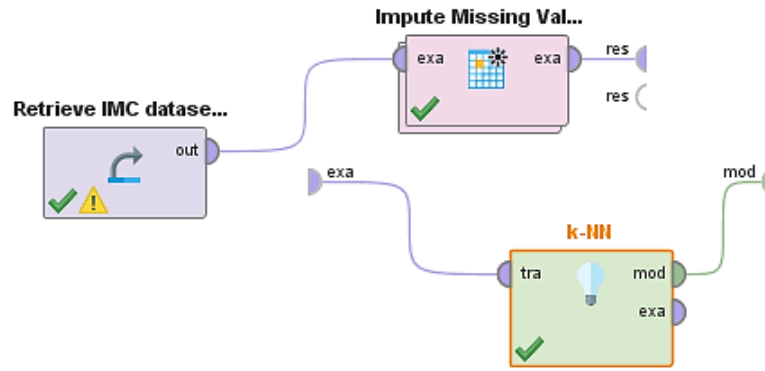 Impute Missing Val...
exa
exa
res
res
Retrieve IMC datase...
out
exa
mod
k-NN
tra
mod
exa